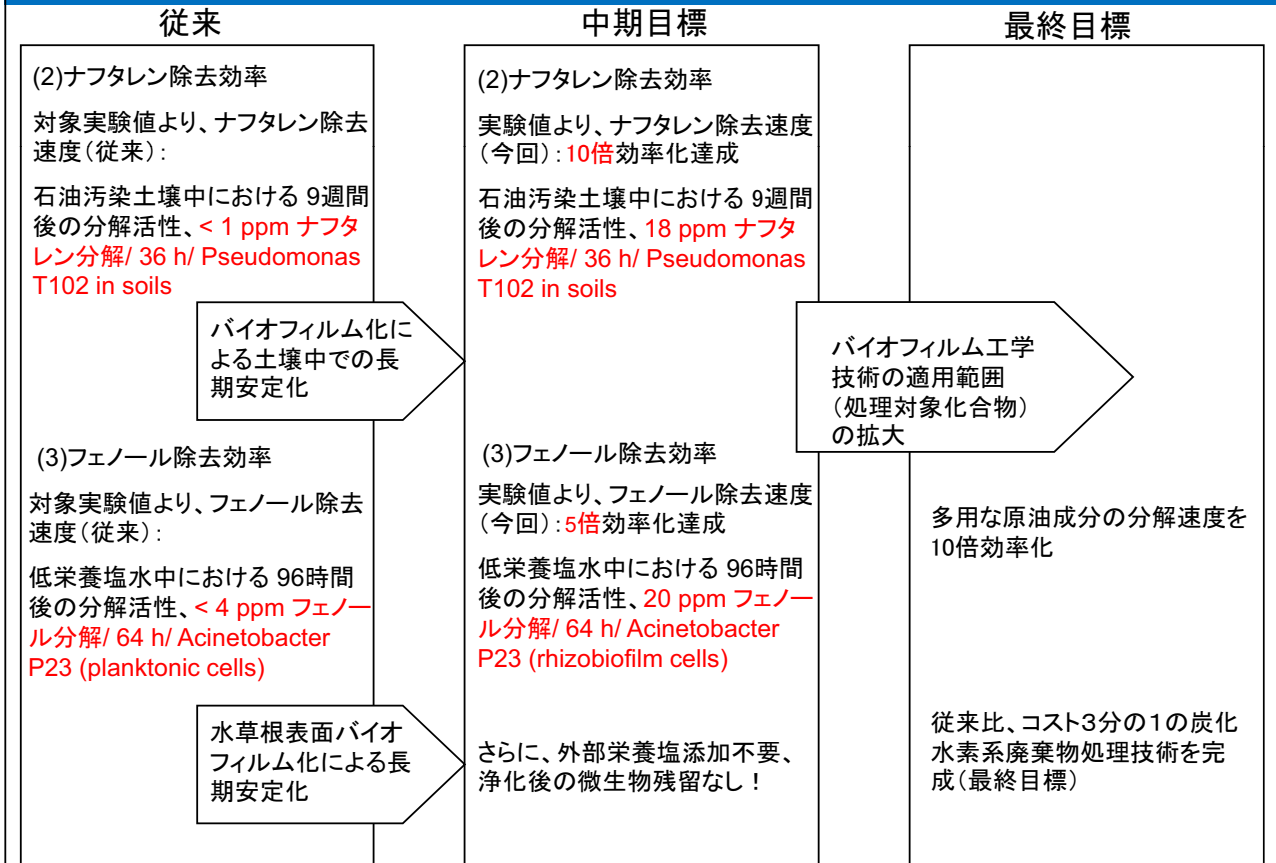 従来
(2)ナフタレン除去効率
対象実験値より、ナフタレン除去
速度（従来）：
石油汚染土壌中における 9週間
後の分解活性、< 1 ppm ナフタ
レン分解/ 36 h/ Pseudomonas
T102 in soils
バイオフィルム化に
よる土壌中での長
期安定化
(3)フェノール除去効率
対象実験値より、フェノール除去
速度（従来）：
低栄養塩水中における 96時間
後の分解活性、< 4 ppm フェノー
ル分解/ 64 h/ Acinetobacter
P23 (planktonic cells)
水草根表面バイオ
フィルム化による長
期安定化
中期目標
(2)ナフタレン除去効率
実験値より、ナフタレン除去速度
（今回）：10倍効率化達成
石油汚染土壌中における 9週間
後の分解活性、18 ppm ナフタ
レン分解/ 36 h/ Pseudomonas
T102 in soils
(3)フェノール除去効率
実験値より、フェノール除去速度
（今回）：5倍効率化達成
低栄養塩水中における 96時間
後の分解活性、20 ppm フェノー
ル分解/ 64 h/ Acinetobacter
P23 (rhizobiofilm cells)
さらに、外部栄養塩添加不要、
浄化後の微生物残留なし！
最終目標
バイオフィルム工学
技術の適用範囲
（処理対象化合物）
の拡大
多用な原油成分の分解速度を
10倍効率化
従来比、コスト３分の１の炭化
水素系廃棄物処理技術を完
成（最終目標）